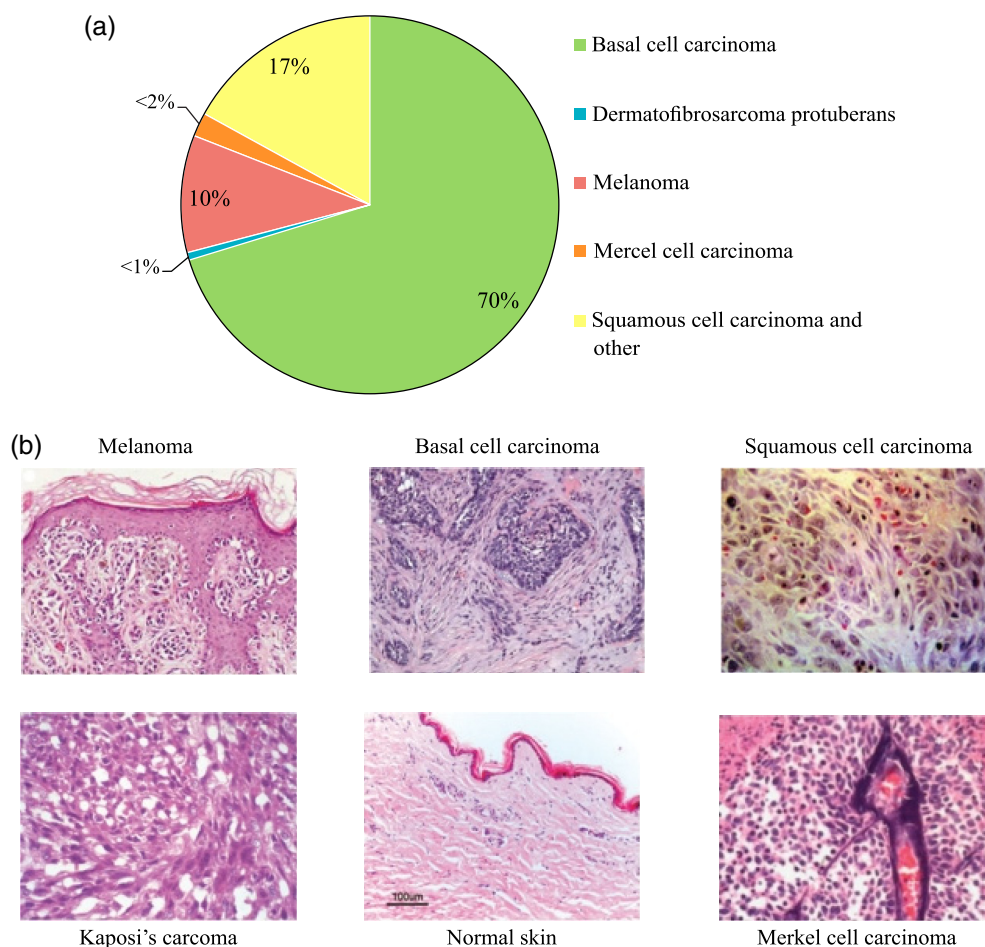 (a)
17%
<2%
10%
<1%
70%
Basal cell carcinoma
Dermatofibrosarcoma protuberans
Melanoma
Mercel cell carcinoma
Squamous cell carcinoma and
other
(b)
Melanoma
Basal cell carcinoma
Squamous cell carcinoma
100um
Kaposi’s carcoma
Normal skin
Merkel cell carcinoma